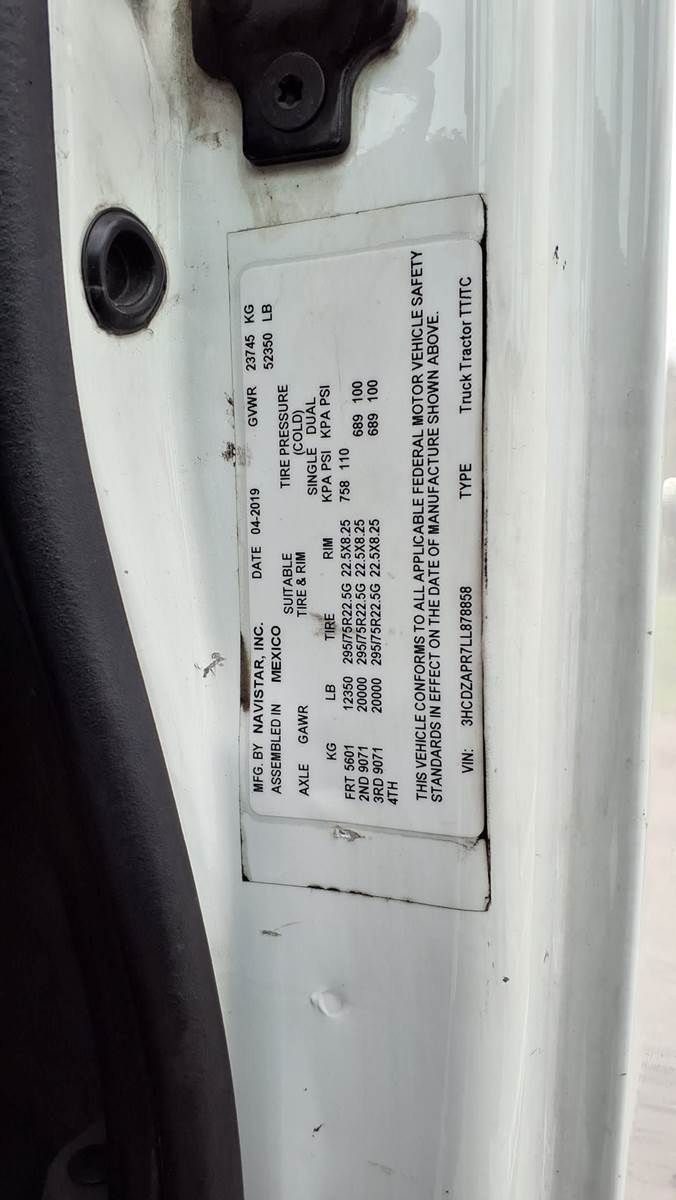 MFG. BY NAVISTAR, INC. DATE 04-2019 GVWR 23745 KG
ASSEMBLED IN MEXICO 52350 LB
SUITABLE TIRE PRESSURE
AXLE GAWR TIRE & RIM (COLD)
SINGLE DUAL
KG LB TIRE RIM KPA PSI KPA PSI
FRT 5601 12350 295/75R22.5G 22.5X8.25 758 110
2ND 9071 20000 295/75R22.5G 22.5X8.25 689 100
3RD 9071 20000 295/75R22.5G 22.5X8.25 689 100
4TH
THIS VEHICLE CONFORMS TO ALL APPLICABLE FEDERAL MOTOR VEHICLE SAFETY
STANDARDS IN EFFECT ON THE DATE OF MANUFACTURE SHOWN ABOVE.
VIN: 3HCDZAPR7LL878858 TYPE Truck Tractor TT/TC